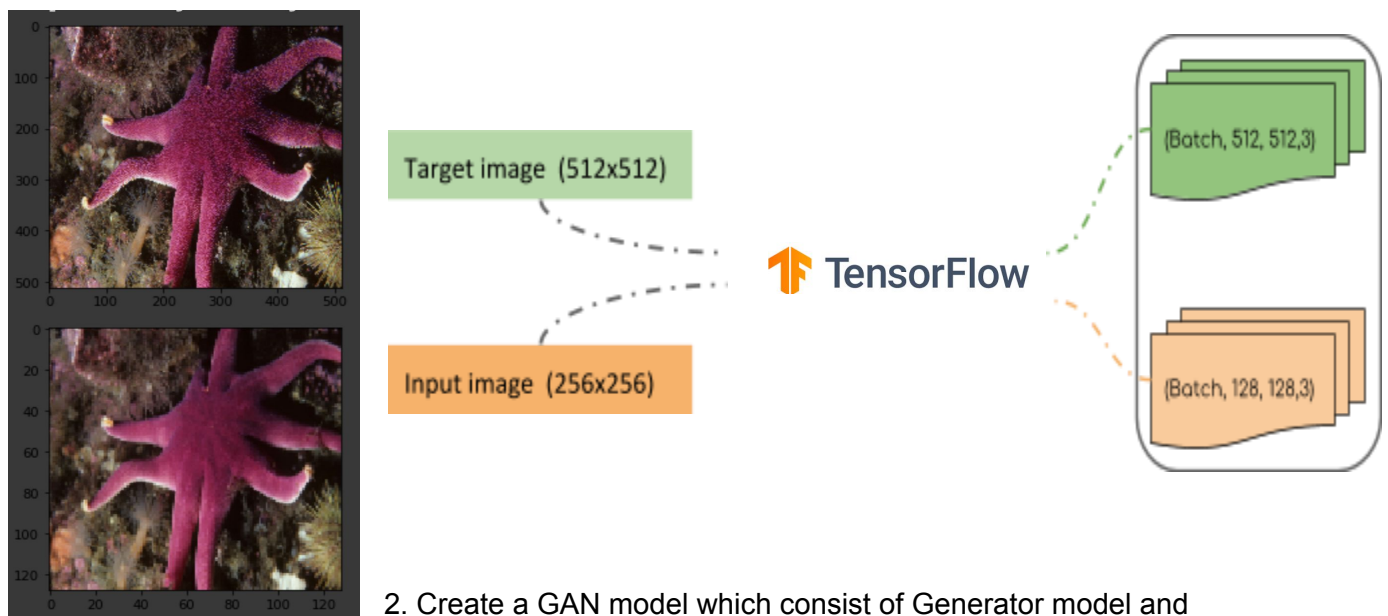 0
100
200
300
400
500
0 100 200 300 400 500
0
20
40
60
80
100
120
0 20 40 60 80 100 120
Target image (512x512)
Input image (256x256)
TensorFlow
(Batch, 512, 512,3)
(Batch, 128, 128,3)
2. Create a GAN model which consist of Generator model and